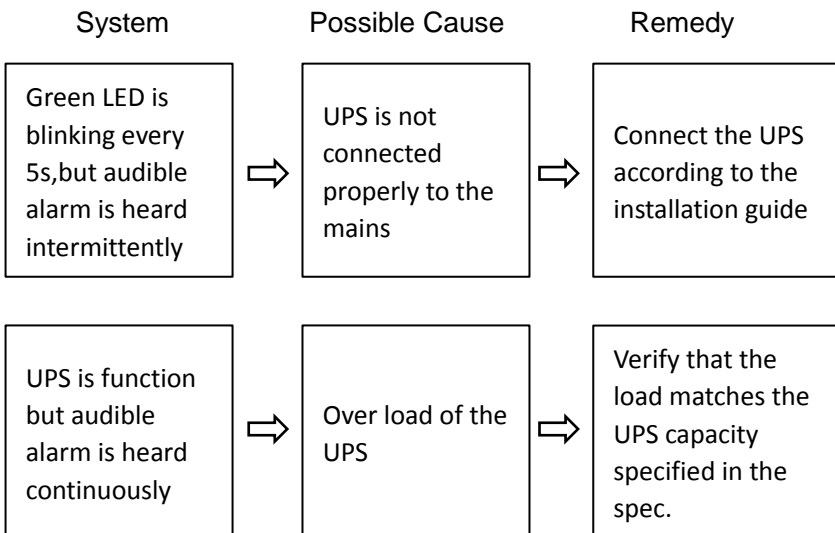 System
Possible Cause
Remedy
Green LED is
blinking every
5s,but audible
alarm is heard
intermittently
UPS is not
connected
properly to the
mains
Connect the UPS
according to the
installation guide
UPS is function
but audible
alarm is heard
continuously
Over load of the
UPS
Verify that the
load matches the
UPS capacity
specified in the
spec.